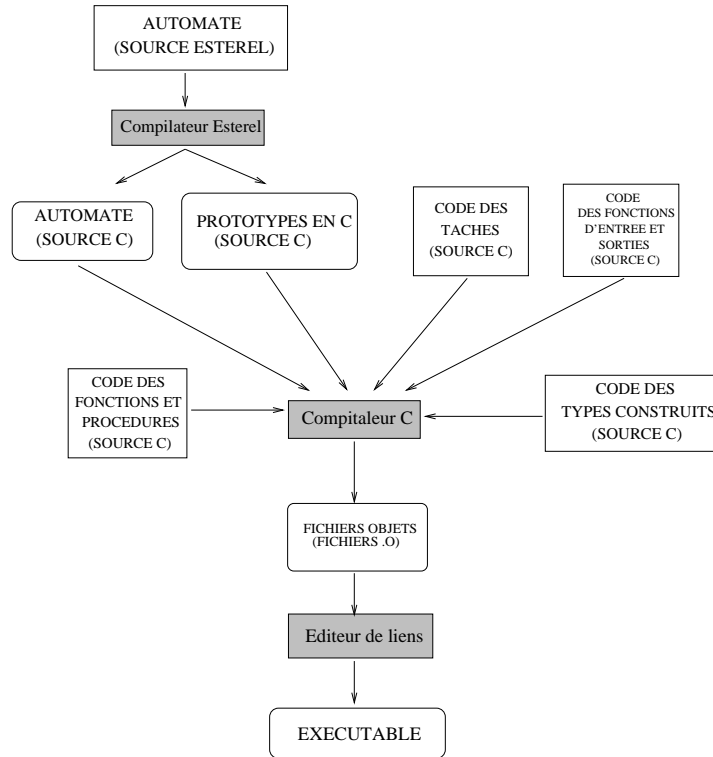 AUTOMATE
(SOURCE ESTEREL)
Compilateur Esterel
AUTOMATE
(SOURCE C)
PROTOTYPES EN C
(SOURCE C)
CODE DES
TACHES
(SOURCE C)
CODE
DES FONCTIONS
D'ENTREE ET
SORTIES
(SOURCE C)
CODE DES
FONCTIONS ET
PROCEDURES
(SOURCE C)
Compitaleur C
CODE DES
TYPES CONSTRUITS
(SOURCE C)
FICHIERS OBJETS
(FICHIERS .O)
Editeur de liens
EXECUTABLE